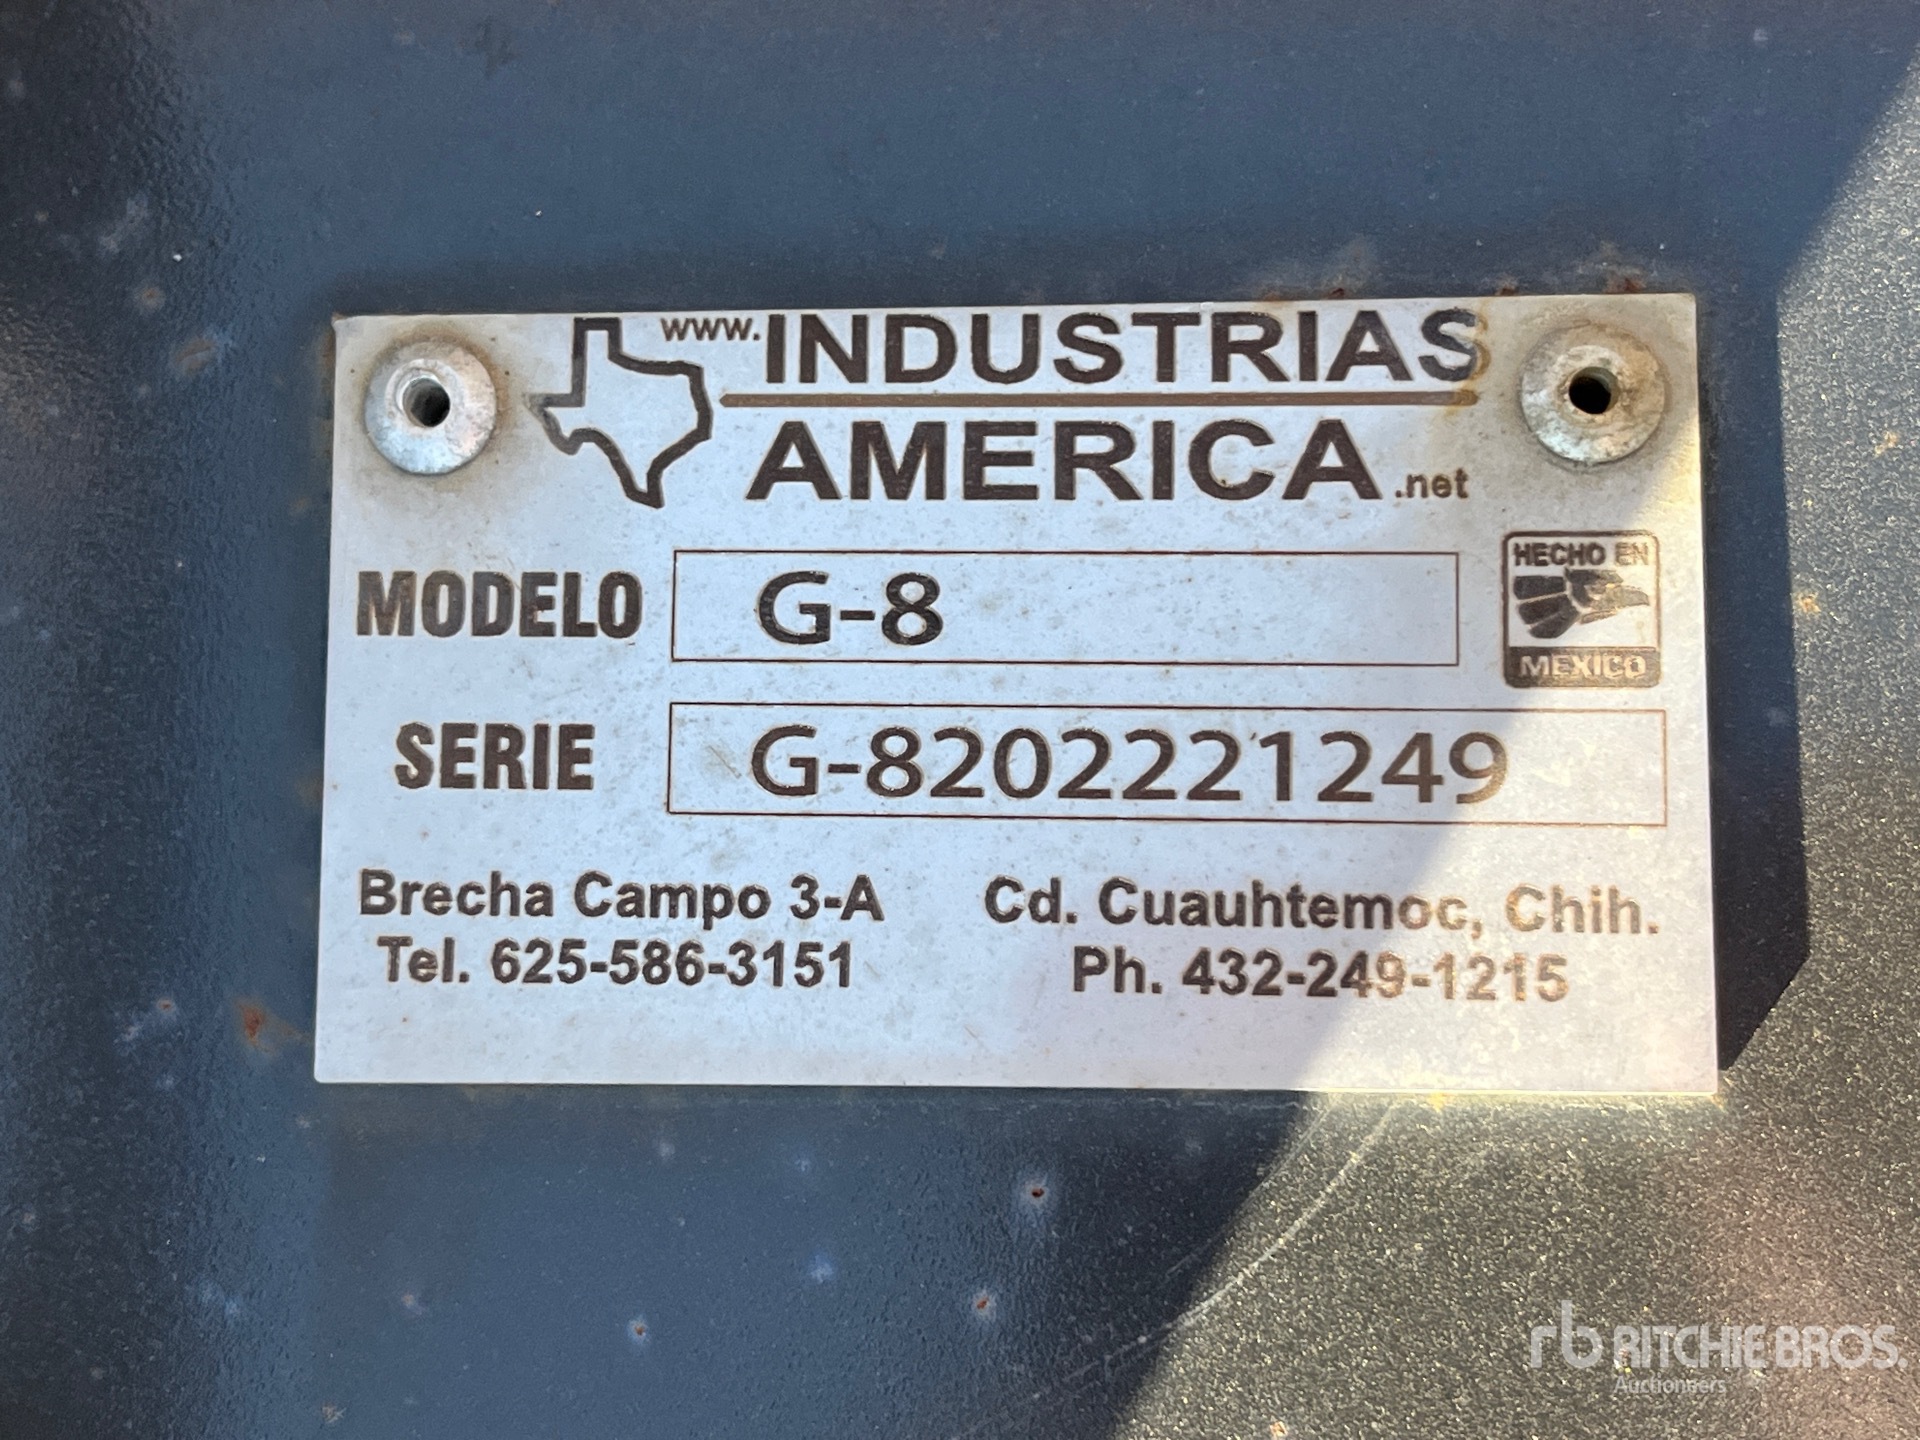 www.INDUSTRIAS
AMERICA.net
MODELO G-8
HECHO EN
MEXICO
SERIE G-8202221249
Brecha Campo 3-A Cd. Cuauhtemoc, Chih.
Tel. 625-586-3151 Ph. 432-249-1215
rb RITCHIE BROS.
Auctioneers